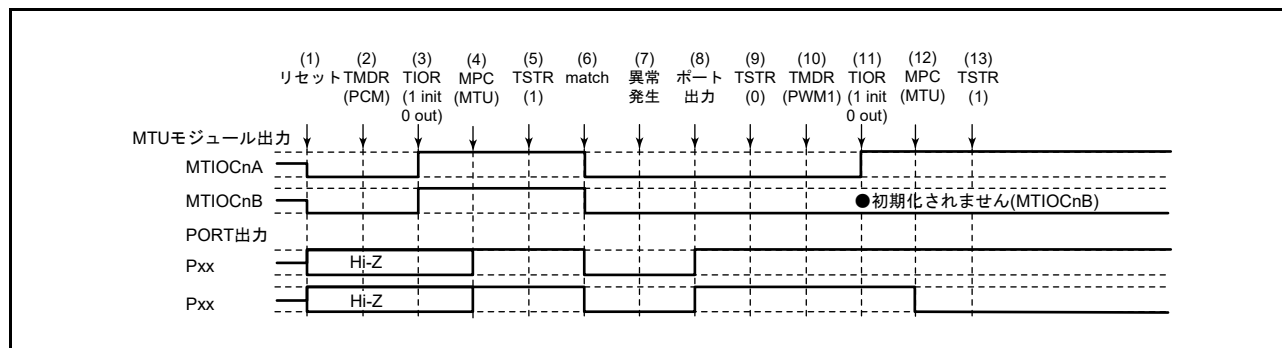 (1) (2) (3) (4) (5) (6) (7) (8) (9) (10) (11) (12) (13)
リセット TMDR TIOR MPC TSTR match 異常 ポート TSTR TMDR TIOR MPC TSTR
(PCM) (1 init (MTU) (1) 発生 出力 (0) (PWM1) (1 init (MTU) (1)
0 out) 0 out)
MTUモジュール出力
MTIOCnA
MTIOCnB ●初期化されません(MTIOCnB)
PORT出力
Pxx Hi-Z
Pxx Hi-Z